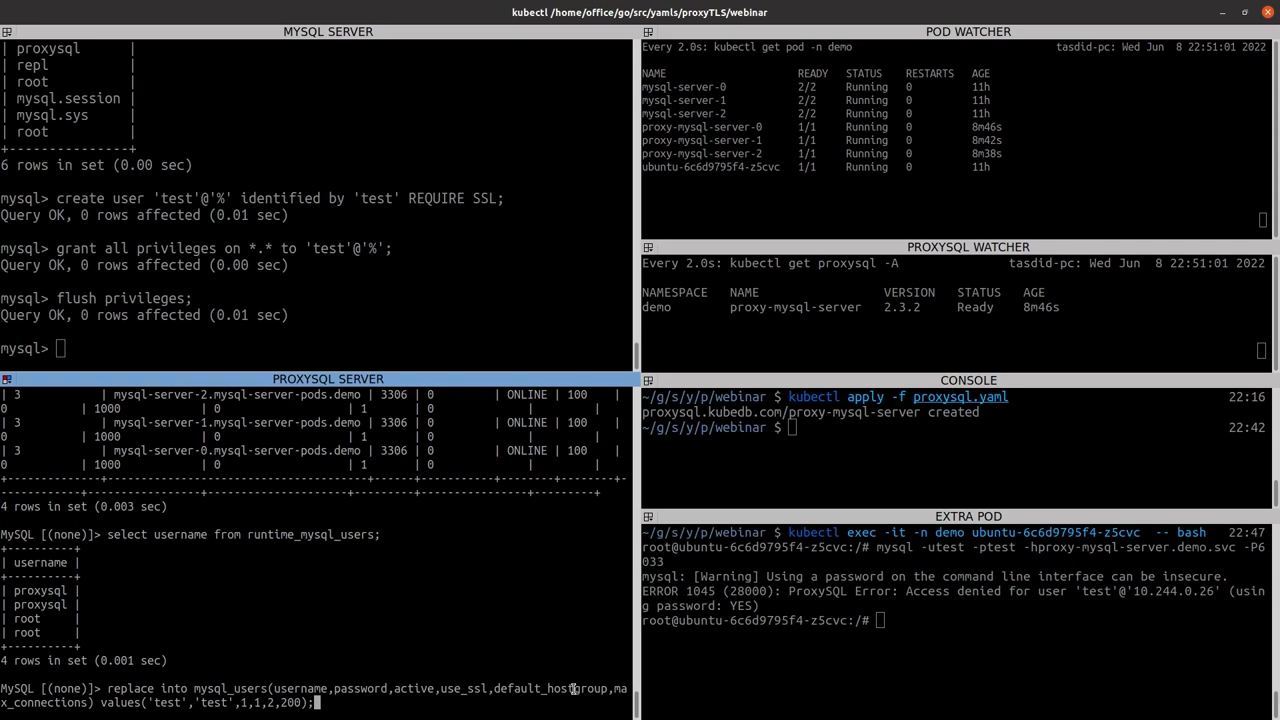 kubectl /home/office/go/src/yamls/proxyTLS/webinar
MYSQL SERVER
| proxysql      |
| repl          |
| root          |
| mysql.session |
| mysql.sys     |
| root          |
+---------------+
6 rows in set (0.00 sec)
mysql> create user 'test'@'%' identified by 'test' REQUIRE SSL;
Query OK, 0 rows affected (0.01 sec)
mysql> grant all privileges on *.* to 'test'@'%';
Query OK, 0 rows affected (0.00 sec)
mysql> flush privileges;
Query OK, 0 rows affected (0.01 sec)
mysql>
PROXYSQL SERVER
| 3            | mysql-server-2.mysql-server-pods.demo | 3306 | 0         | ONLINE | 100    |
0           | 1000            | 0                   | 1       | 0              |         |
| 3            | mysql-server-1.mysql-server-pods.demo | 3306 | 0         | ONLINE | 100    |
0           | 1000            | 0                   | 1       | 0              |         |
| 3            | mysql-server-0.mysql-server-pods.demo | 3306 | 0         | ONLINE | 100    |
0           | 1000            | 0                   | 1       | 0              |         |
+--------------+---------------------------------------+------+-----------+--------+--------+-
------------+-----------------+---------------------+---------+----------------+---------+
4 rows in set (0.003 sec)
MySQL [(none)]> select username from runtime_mysql_users;
+----------+
| username |
+----------+
| proxysql |
| proxysql |
| root     |
| root     |
+----------+
4 rows in set (0.001 sec)
MySQL [(none)]> replace into mysql_users(username,password,active,use_ssl,default_hostgroup,ma
x_connections) values('test','test',1,1,2,200);
POD WATCHER
Every 2.0s: kubectl get pod -n demo tasdid-pc: Wed Jun  8 22:51:01 2022
NAME READY STATUS RESTARTS AGE
mysql-server-0 2/2 Running 0 11h
mysql-server-1 2/2 Running 0 11h
mysql-server-2 2/2 Running 0 11h
proxy-mysql-server-0 1/1 Running 0 8m46s
proxy-mysql-server-1 1/1 Running 0 8m42s
proxy-mysql-server-2 1/1 Running 0 8m38s
ubuntu-6c6d9795f4-z5cvc 1/1 Running 0 11h
PROXYSQL WATCHER
Every 2.0s: kubectl get proxysql -A tasdid-pc: Wed Jun  8 22:51:01 2022
NAMESPACE NAME VERSION STATUS AGE
demo proxy-mysql-server 2.3.2 Ready 8m46s
CONSOLE
~/g/s/y/p/webinar $ kubectl apply -f proxysql.yaml 22:16
proxysql.kubedb.com/proxy-mysql-server created
~/g/s/y/p/webinar $ 22:42
EXTRA POD
~/g/s/y/p/webinar $ kubectl exec -it -n demo ubuntu-6c6d9795f4-z5cvc  -- bash 22:47
root@ubuntu-6c6d9795f4-z5cvc:/# mysql -utest -ptest -hproxy-mysql-server.demo.svc -P6
033
mysql: [Warning] Using a password on the command line interface can be insecure.
ERROR 1045 (28000): ProxySQL Error: Access denied for user 'test'@'10.244.0.26' (usin
g password: YES)
root@ubuntu-6c6d9795f4-z5cvc:/#